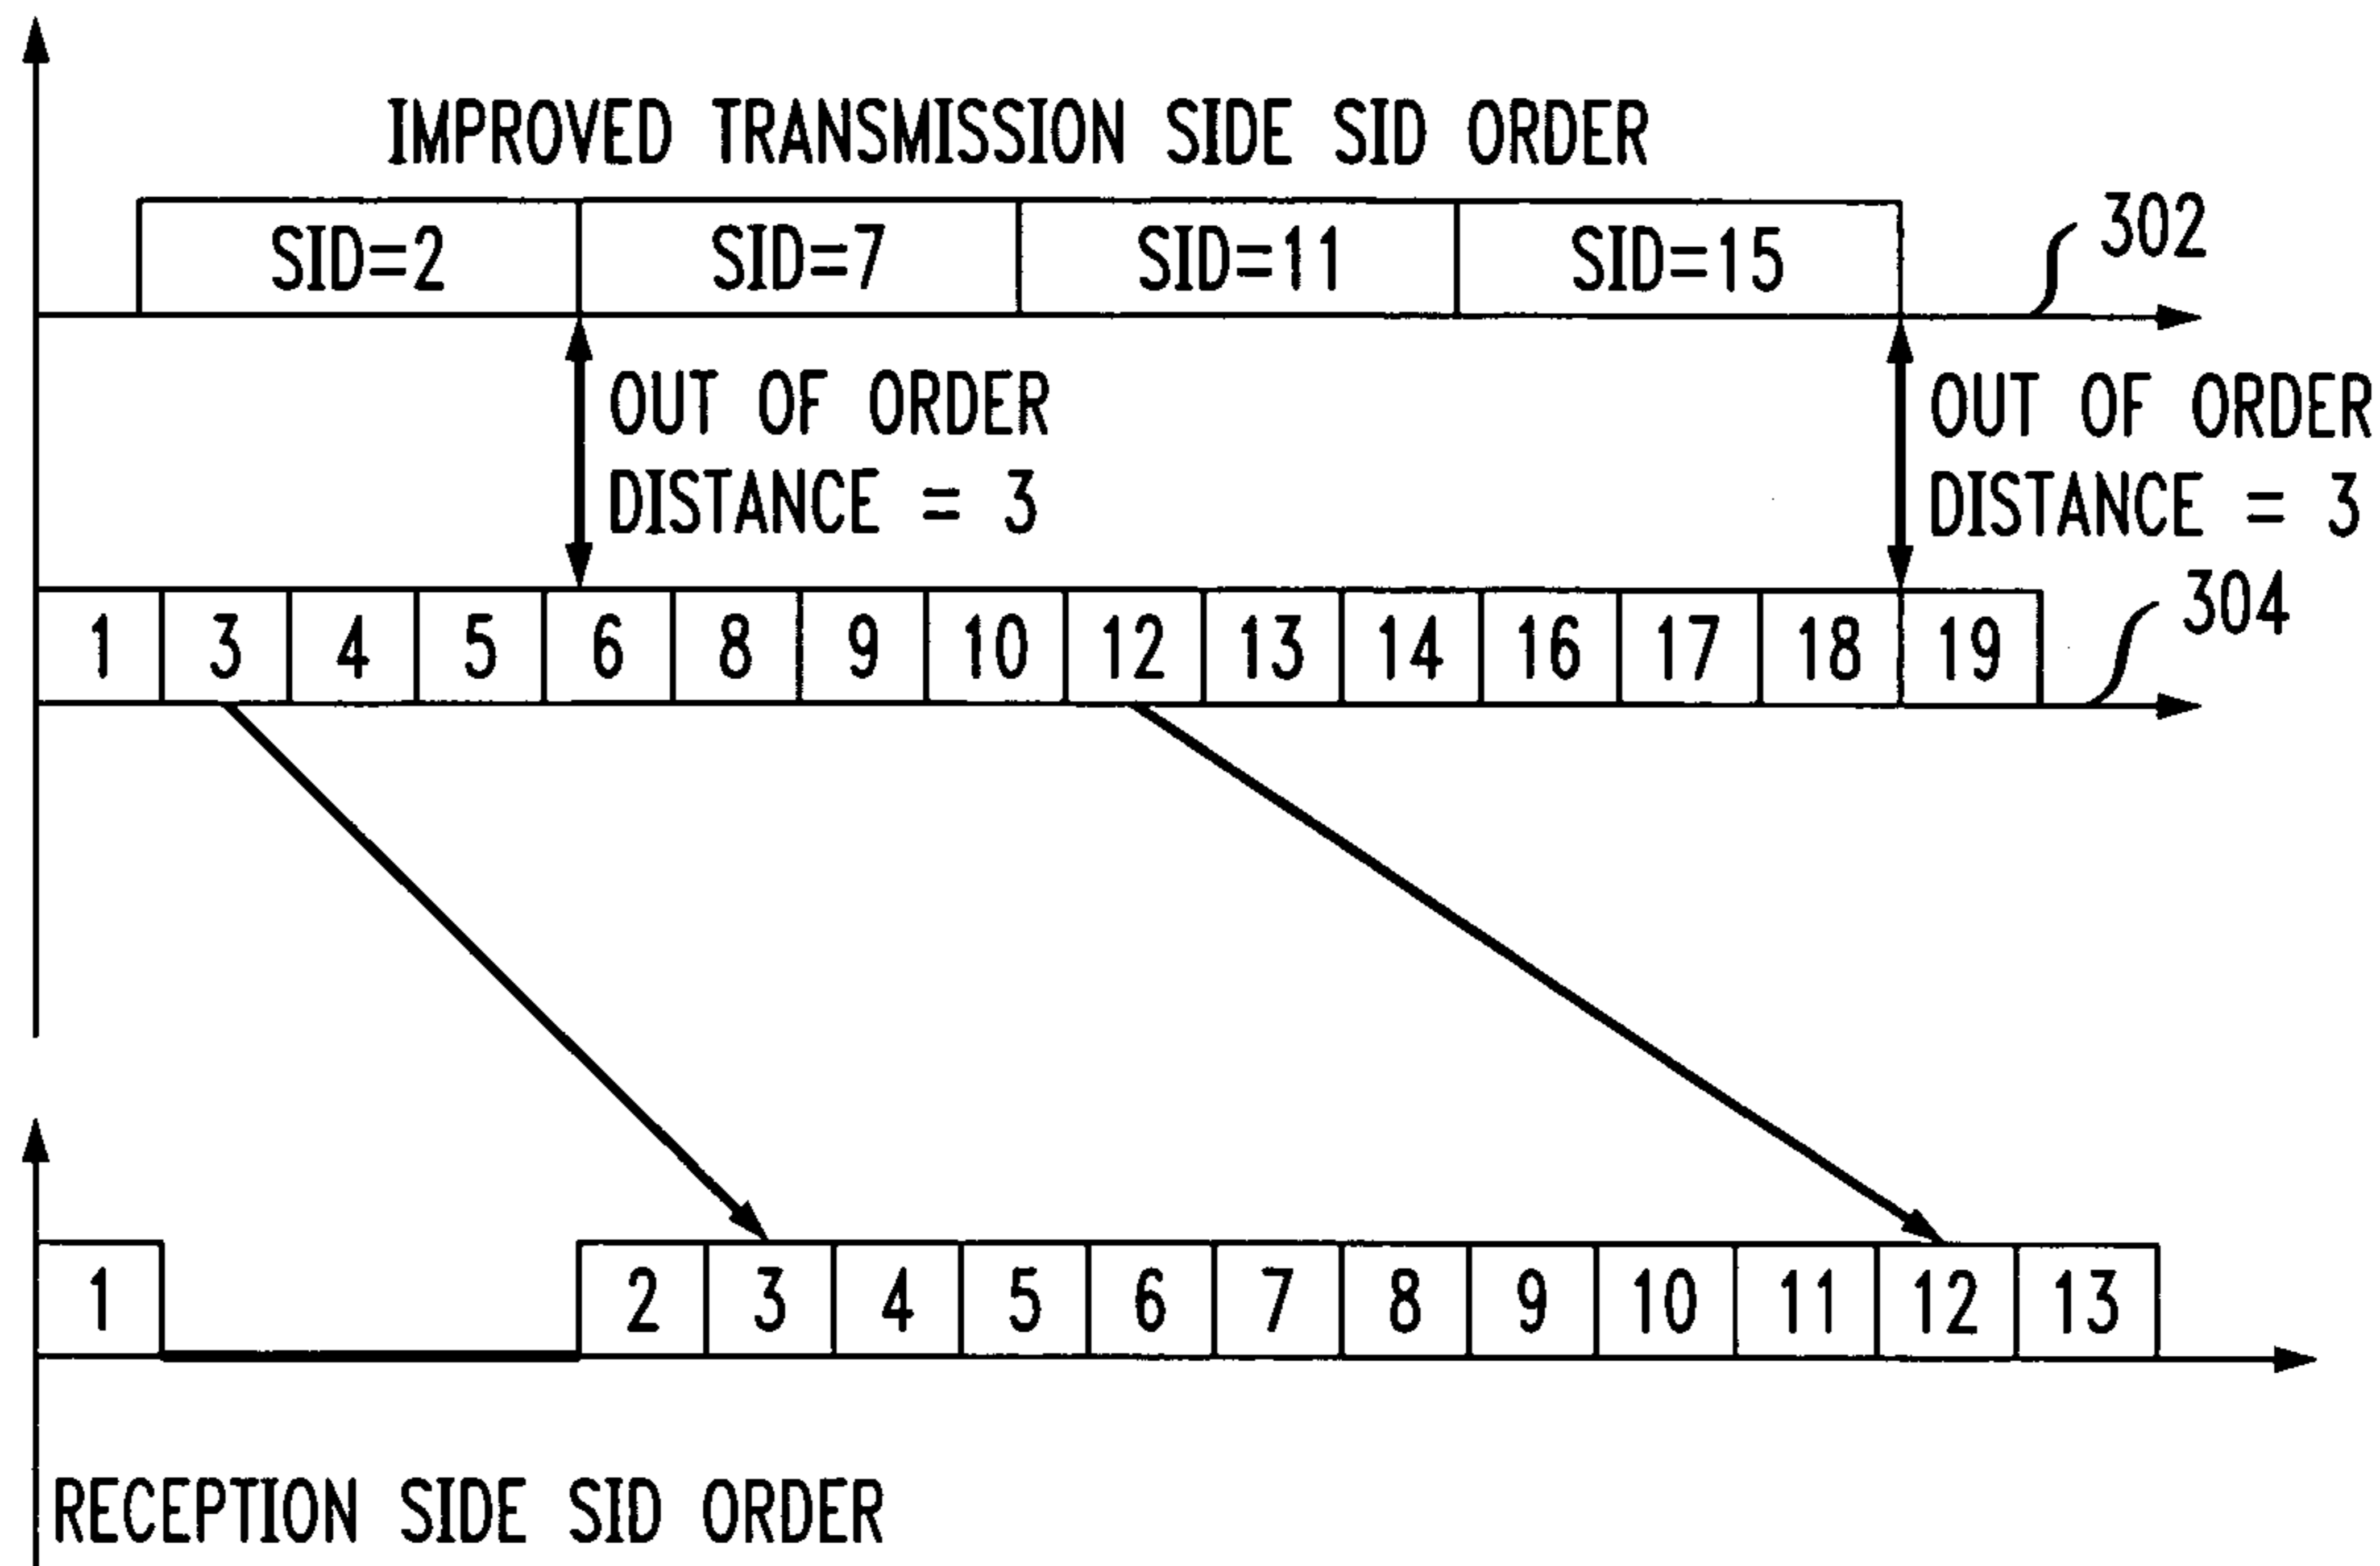 IMPROVED TRANSMISSION SIDE SID ORDER
SID=2 SID=7 SID=11 SID=15 302
OUT OF ORDER
DISTANCE = 3
OUT OF ORDER
DISTANCE = 3
304
1 3 4 5 6 8 9 10 12 13 14 16 17 18 19
1 2 3 4 5 6 7 8 9 10 11 12 13
RECEPTION SIDE SID ORDER